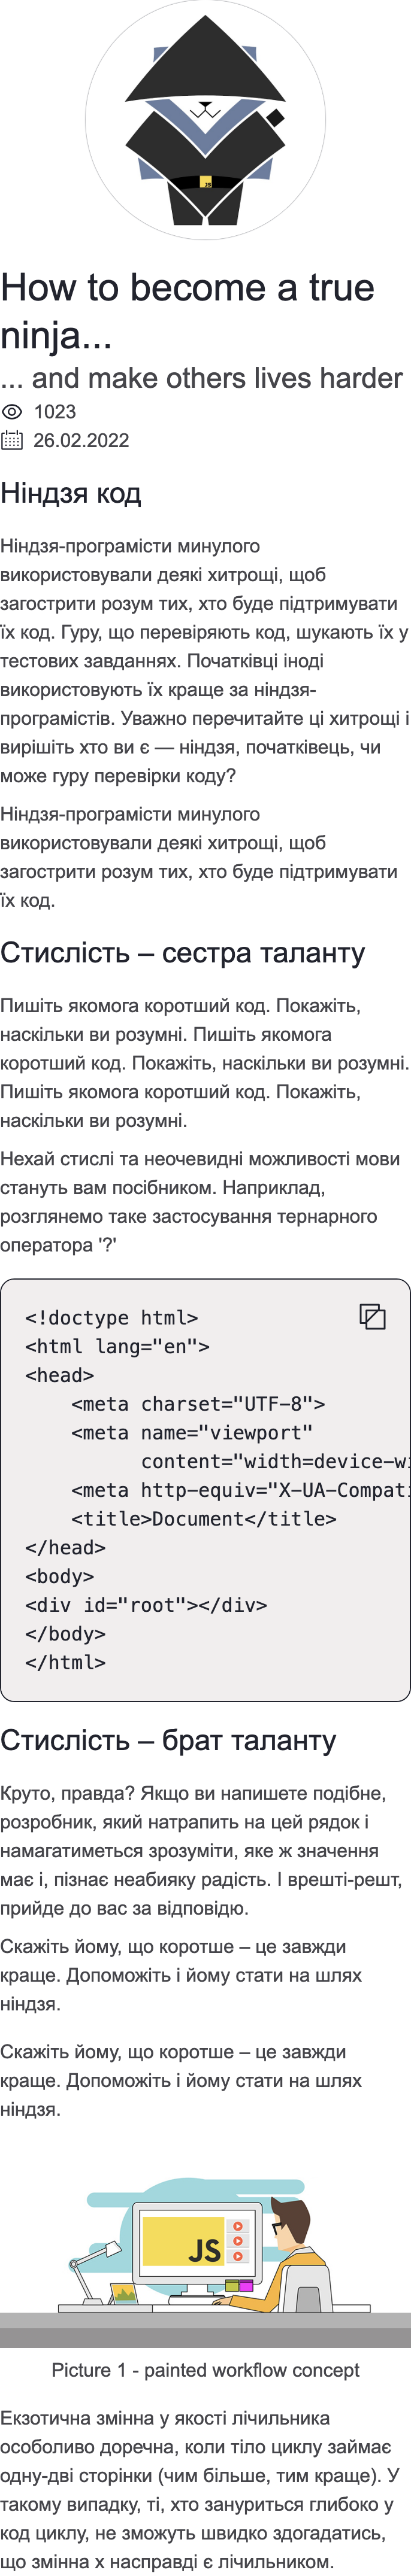 JS
How to become a true
ninja...
... and make others lives harder
1023
26.02.2022
Ніндзя код
Ніндзя-програмісти минулого
використовували деякі хитрощі, щоб
загострити розум тих, хто буде підтримувати
їх код. Гуру, що перевіряють код, шукають їх у
тестових завданнях. Початківці іноді
використовують їх краще за ніндзя-
програмістів. Уважно перечитайте ці хитрощі і
вирішіть хто ви є — ніндзя, початківець, чи
може гуру перевірки коду?
Ніндзя-програмісти минулого
використовували деякі хитрощі, щоб
загострити розум тих, хто буде підтримувати
їх код.
Стислість – сестра таланту
Пишіть якомога коротший код. Покажіть,
наскільки ви розумні. Пишіть якомога
коротший код. Покажіть, наскільки ви розумні.
Пишіть якомога коротший код. Покажіть,
наскільки ви розумні.
Нехай стислі та неочевидні можливості мови
стануть вам посібником. Наприклад,
розглянемо таке застосування тернарного
оператора '?'
<!doctype html>
<html lang="en">
<head>
    <meta charset="UTF-8">
    <meta name="viewport"
          content="width=device-wi
    <meta http-equiv="X-UA-Compati
    <title>Document</title>
</head>
<body>
<div id="root"></div>
</body>
</html>
Стислість – брат таланту
Круто, правда? Якщо ви напишете подібне,
розробник, який натрапить на цей рядок і
намагатиметься зрозуміти, яке ж значення
має і, пізнає неабияку радість. І врешті-решт,
прийде до вас за відповідю.
Скажіть йому, що коротше – це завжди
краще. Допоможіть і йому стати на шлях
ніндзя.
Скажіть йому, що коротше – це завжди
краще. Допоможіть і йому стати на шлях
ніндзя.
JS
Picture 1 - painted workflow concept
Екзотична змінна у якості лічильника
особоливо доречна, коли тіло циклу займає
одну-дві сторінки (чим більше, тим краще). У
такому випадку, ті, хто зануриться глибоко у
код циклу, не зможуть швидко здогадатись,
що змінна х насправді є лічильником.